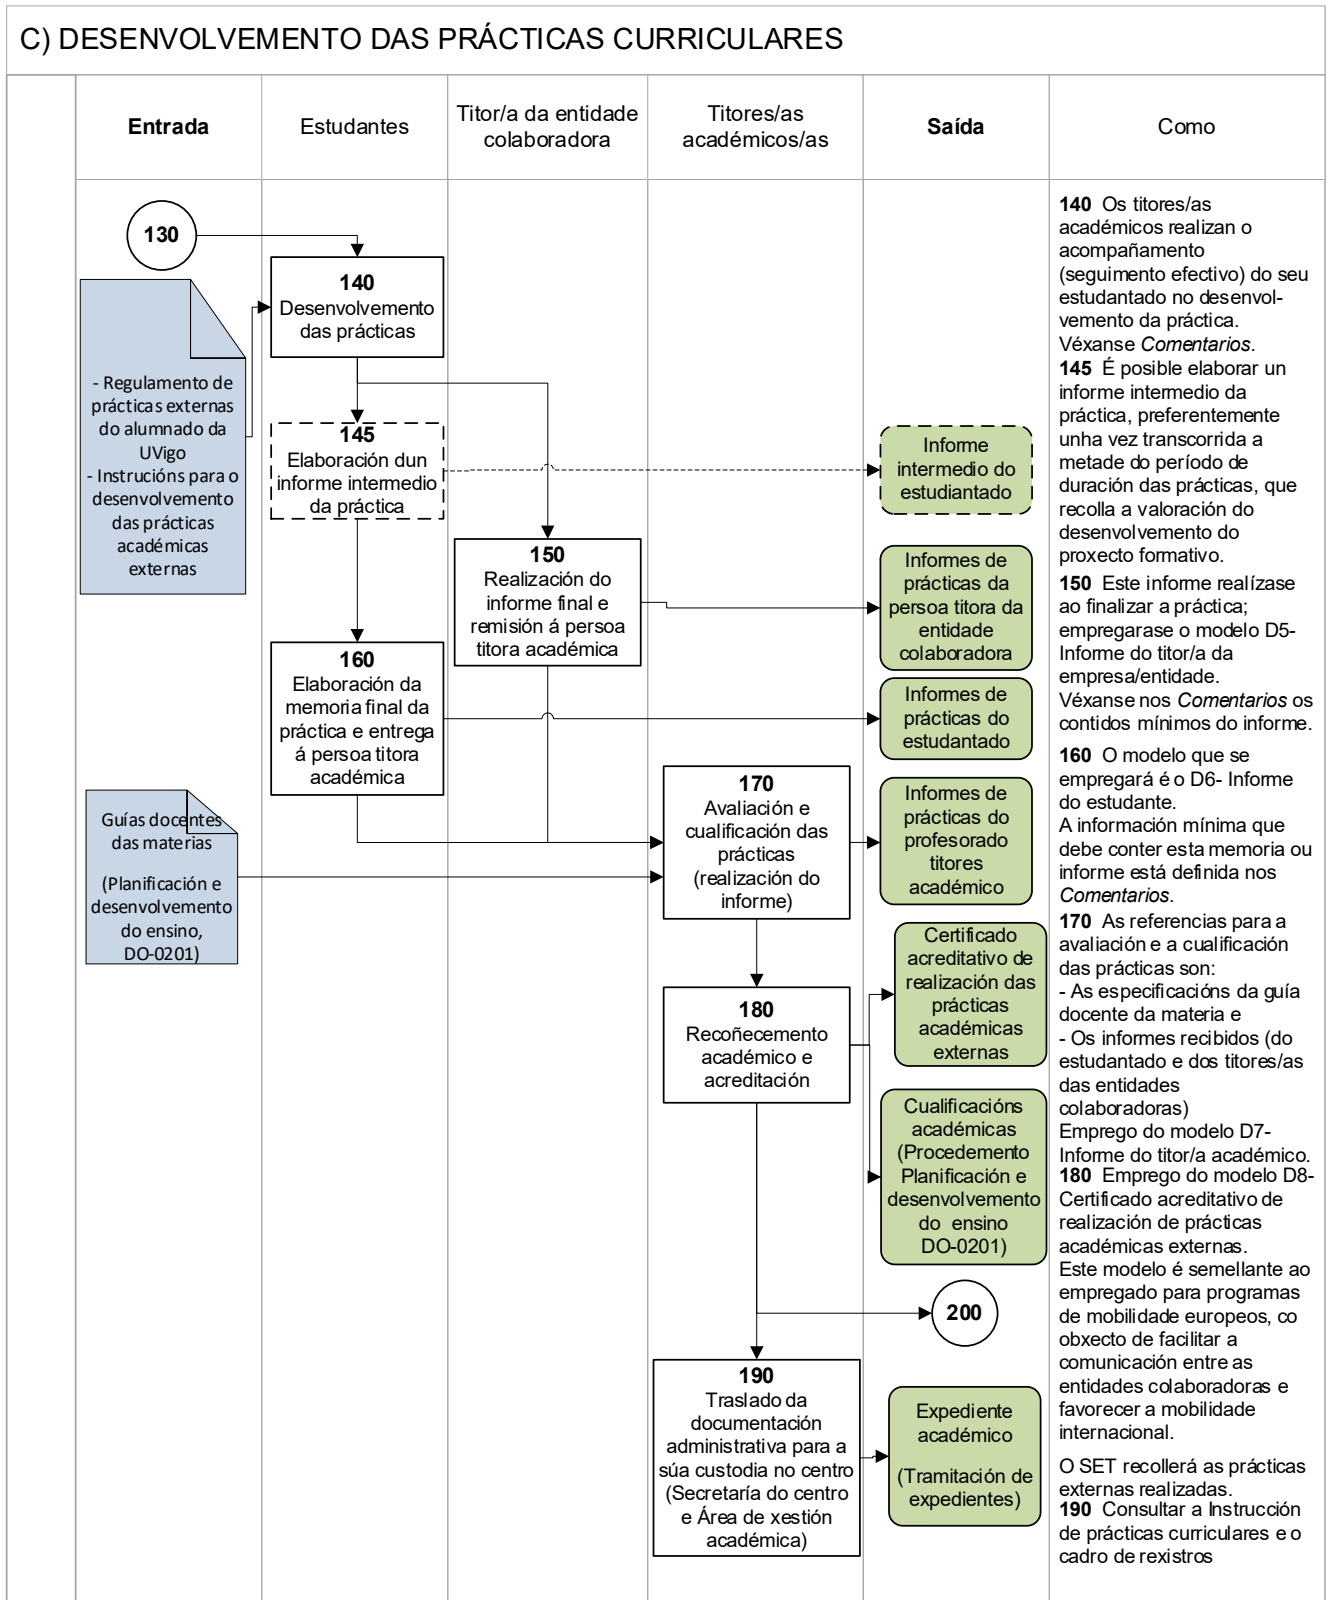 C) DESENVOLVEMENTO DAS PRÁCTICAS CURRICULARES
Entrada
Estudantes
Titor/a da entidade
colaboradora
Titores/as
académicos/as
Saída
Como
130
140
Desenvolvemento
das prácticas
- Regulamento de
prácticas externas
do alumnado da
UVigo
- Instrucións para o
desenvolvemento
das prácticas
académicas
externas
145
Elaboración dun
informe intermedio
da práctica
Informe
intermedio do
estudiantado
150
Realización do
informe final e
remisión á persoa
titora académica
Informes de
prácticas da
persoa titora da
entidade
colaboradora
160
Elaboración da
memoria final da
práctica e entrega
á persoa titora
académica
Informes de
prácticas do
estudantado
Guías docentes
das materias
(Planificación e
desenvolvemento
do ensino,
DO-0201)
170
Avaliación e
cualificación das
prácticas
(realización do
informe)
Informes de
prácticas do
profesorado
titores
académico
180
Recoñecemento
académico e
acreditación
Certificado
acreditativo de
realización das
prácticas
académicas
externas
Cualificacións
académicas
(Procedemento
Planificación e
desenvolvemento
do ensino
DO-0201)
200
190
Traslado da
documentación
administrativa para a
súa custodia no centro
(Secretaría do centro
e Área de xestión
académica)
Expediente
académico
(Tramitación de
expedientes)
140 Os titores/as
académicos realizan o
acompañamento
(seguimento efectivo) do seu
estudantado no desenvol-
vemento da práctica.
Véxanse Comentarios.
145 É posible elaborar un
informe intermedio da
práctica, preferentemente
unha vez transcorrida a
metade do período de
duración das prácticas, que
recolla a valoración do
desenvolvemento do
proxecto formativo.
150 Este informe realízase
ao finalizar a práctica;
empregarase o modelo D5-
Informe do titor/a da
empresa/entidade.
Véxanse nos Comentarios os
contidos mínimos do informe.
160 O modelo que se
empregará é o D6- Informe
do estudante.
A información mínima que
debe conter esta memoria ou
informe está definida nos
Comentarios.
170 As referencias para a
avaliación e a cualificación
das prácticas son:
- As especificacións da guía
docente da materia e
- Os informes recibidos (do
estudantado e dos titores/as
das entidades
colaboradoras)
Emprego do modelo D7-
Informe do titor/a académico.
180 Emprego do modelo D8-
Certificado acreditativo de
realización de prácticas
académicas externas.
Este modelo é semellante ao
empregado para programas
de mobilidade europeos, co
obxecto de facilitar a
comunicación entre as
entidades colaboradoras e
favorecer a mobilidade
internacional.
O SET recollerá as prácticas
externas realizadas.
190 Consultar a Instrucción
de prácticas curriculares e o
cadro de rexistros